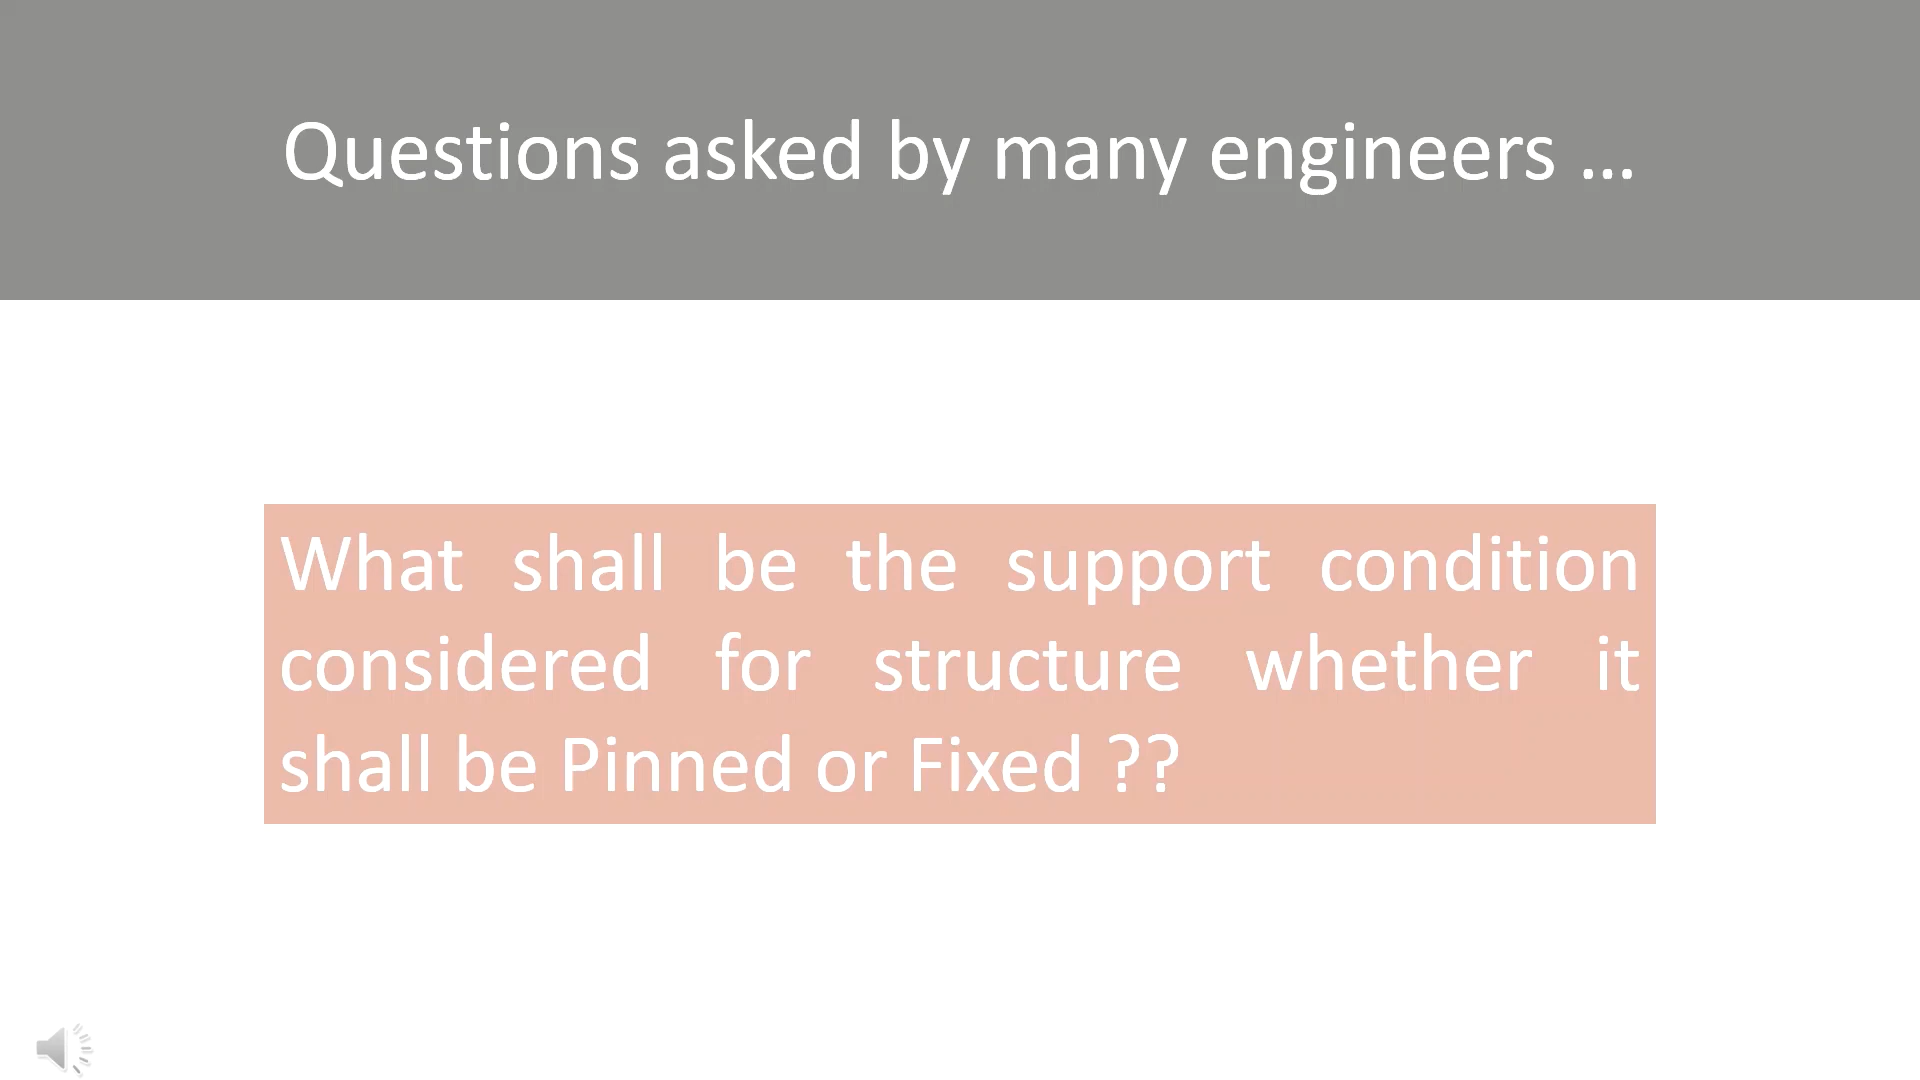 Questions asked by many engineers ...
What shall be the support condition
considered for structure whether it
shall be Pinned or Fixed ??